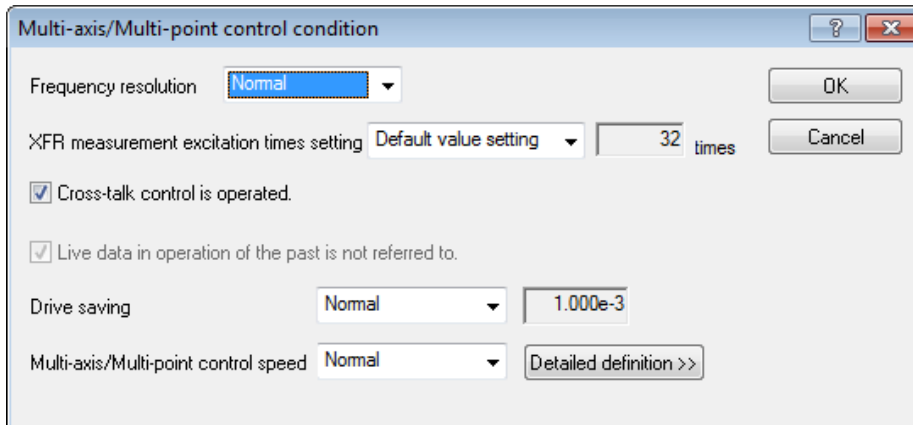 Multi-axis/Multi-point control condition
?
Frequency resolution Normal OK
XFR measurement excitation times setting Default value setting 32 times Cancel
Cross-talk control is operated.
Live data in operation of the past is not referred to.
Drive saving Normal 1.000e-3
Multi-axis/Multi-point control speed Normal Detailed definition >>